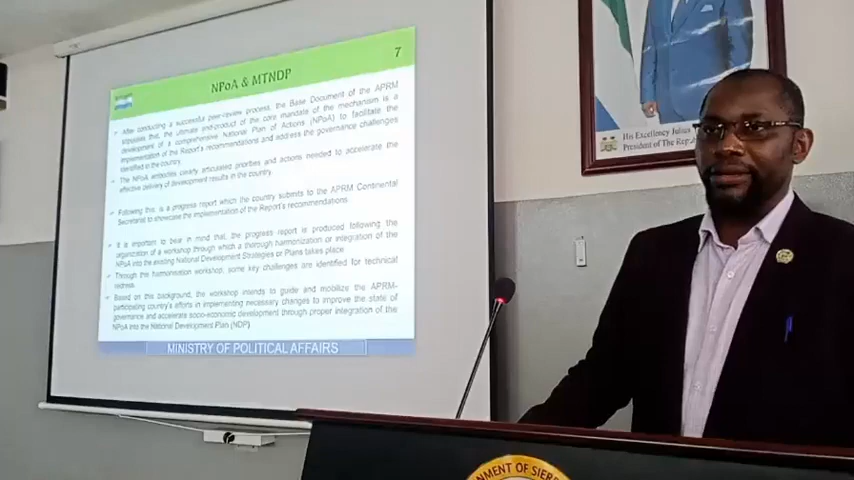 7
NPoA & MTNDP
After conducting a successful peer-review process, the Base Document of the APRM
stipulates that, the ultimate end-product of the core mandate of the mechanism is a
development of a comprehensive National Plan of Actions (NPoA) to facilitate the
implementation of the Report's recommendations and address the governance challenges
identified in the country.
The NPoA embodies clearly articulated priorities and actions needed to accelerate the
effective delivery of development results in the country.
Following this, is a progress report which the country submits to the APRM Continental
Secretariat to showcase the implementation of the Report's recommendations.
It is important to bear in mind that, the progress report is produced following the
organization of a workshop through which a thorough harmonization or integration of the
NPoA into the existing National Development Strategies or Plans takes place.
Through the harmonisation workshop, some key challenges are identified for technical
redress.
Based on this background, the workshop intends to guide and mobilize the APRM-
participating country's efforts in implementing necessary changes to improve the state of
governance and accelerate socio-economic development through proper integration of the
NPoA into the National Development Plan (NDP)
MINISTRY OF POLITICAL AFFAIRS
His Excellency Julius
President of The Repu
NMENT OF SIER